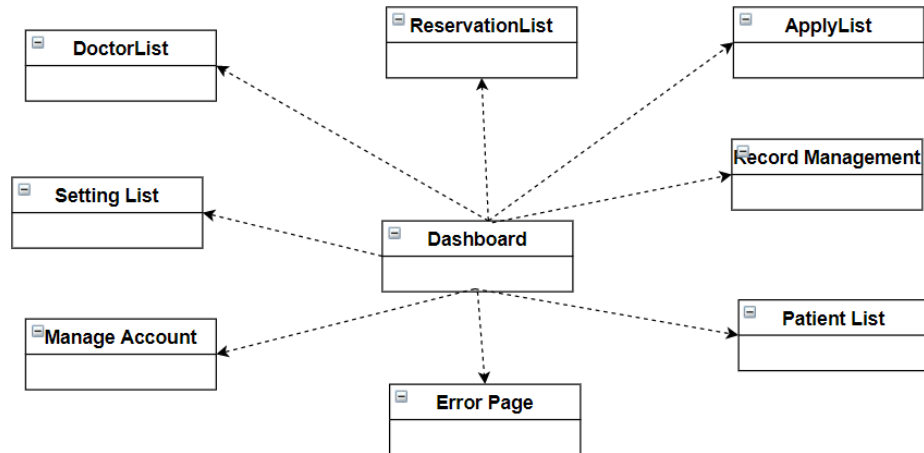 ReservationList
ApplyList
DoctorList
Record Management
Setting List
Dashboard
Patient List
Manage Account
Error Page